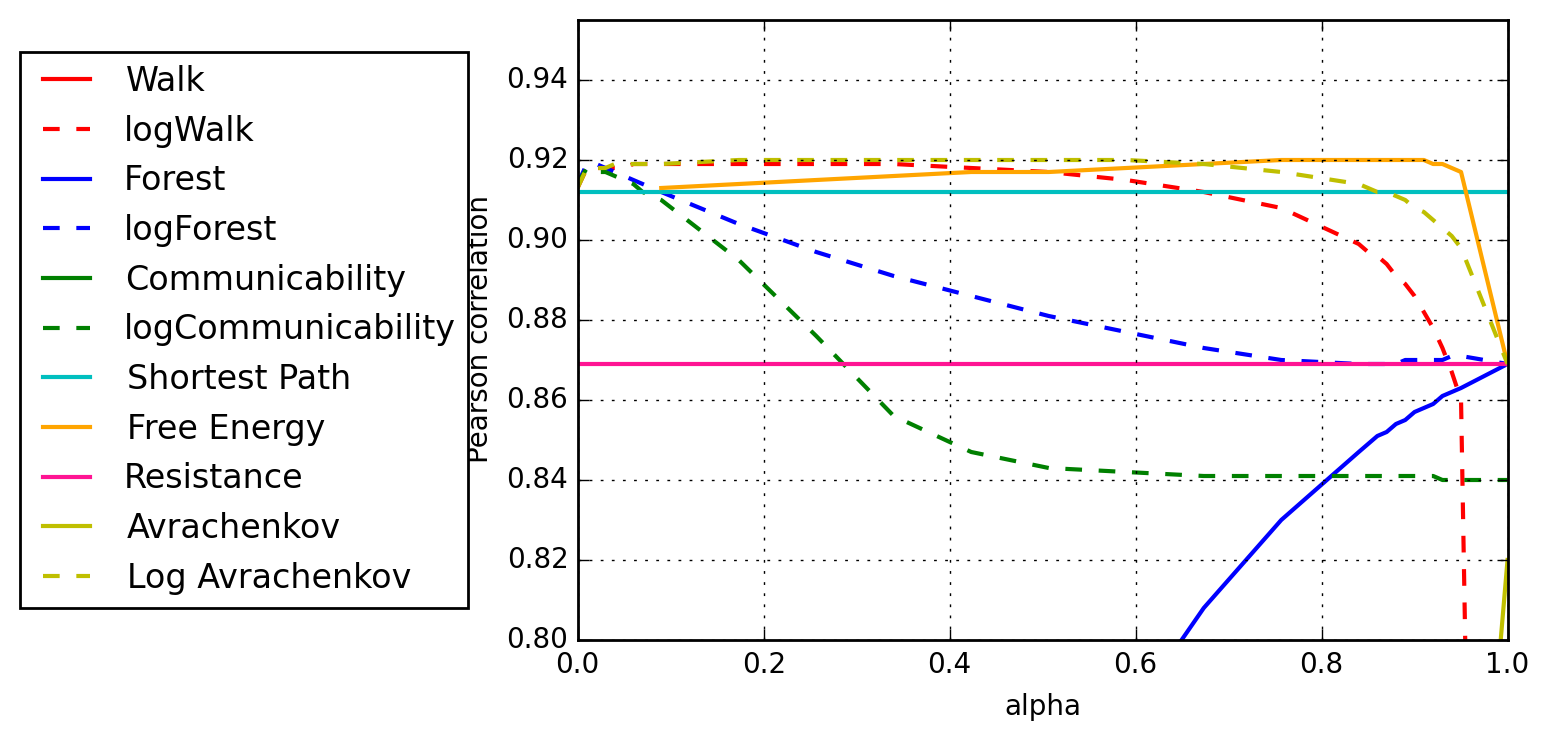 Walk
logWalk
Forest
logForest
Communicability
logCommunicability
Shortest Path
Free Energy
Resistance
Avrachenkov
Log Avrachenkov
Pearson correlation
0.94
0.92
0.90
0.88
0.86
0.84
0.82
0.80
0.0 0.2 0.4 0.6 0.8 1.0
alpha